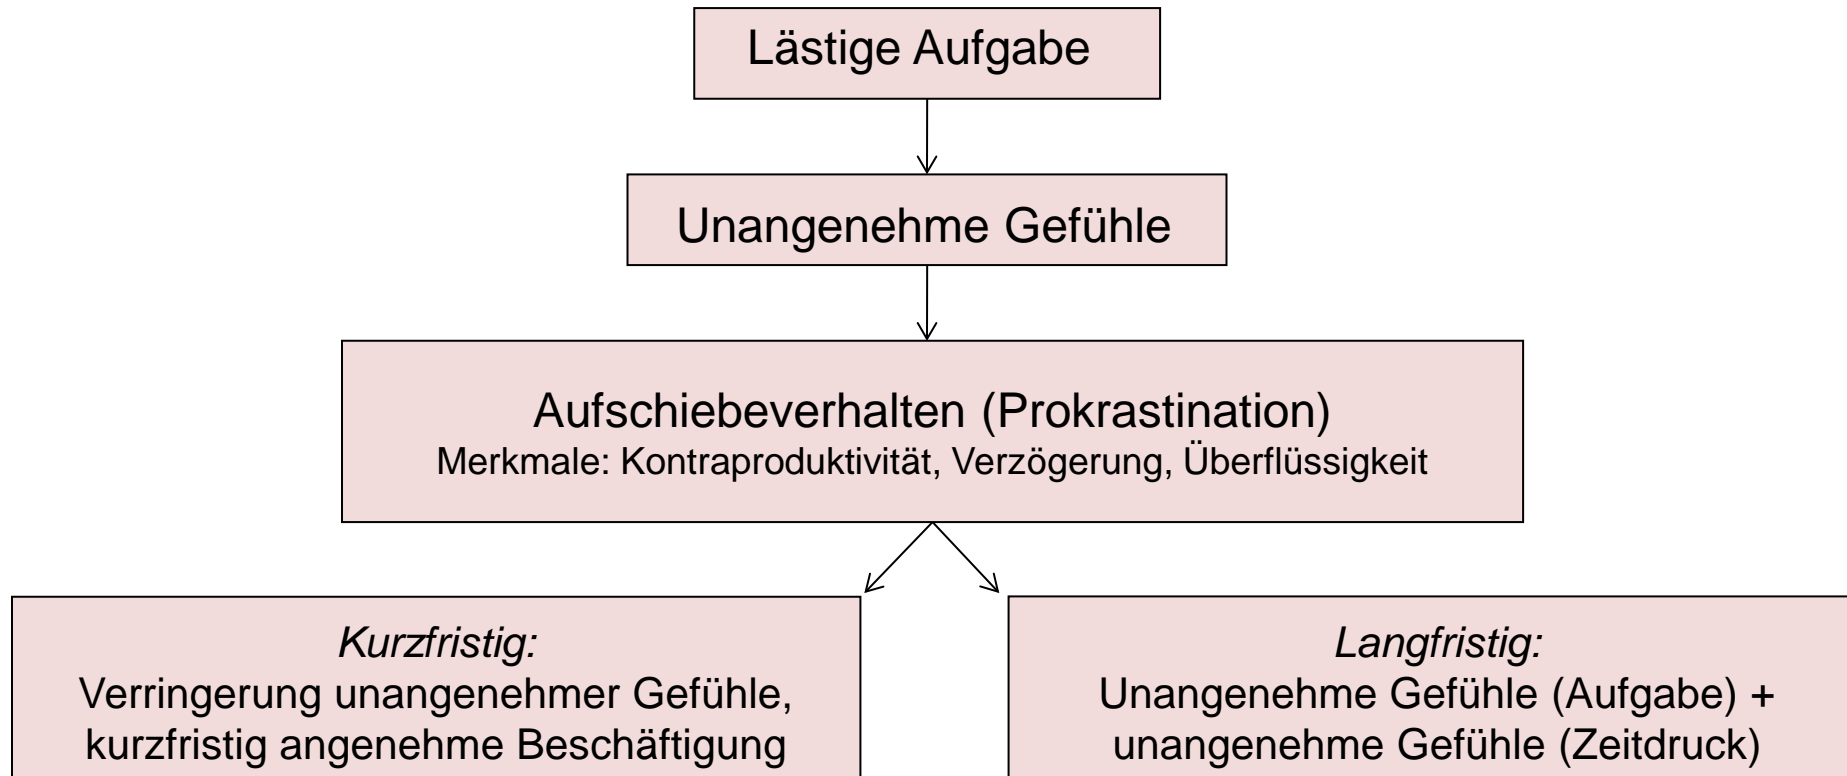 Lästige Aufgabe
Unangenehme Gefühle
Aufschiebeverhalten (Prokrastination)
Merkmale: Kontraproduktivität, Verzögerung, Überflüssigkeit
Kurzfristig:
Verringerung unangenehmer Gefühle,
kurzfristig angenehme Beschäftigung
Langfristig:
Unangenehme Gefühle (Aufgabe) +
unangenehme Gefühle (Zeitdruck)